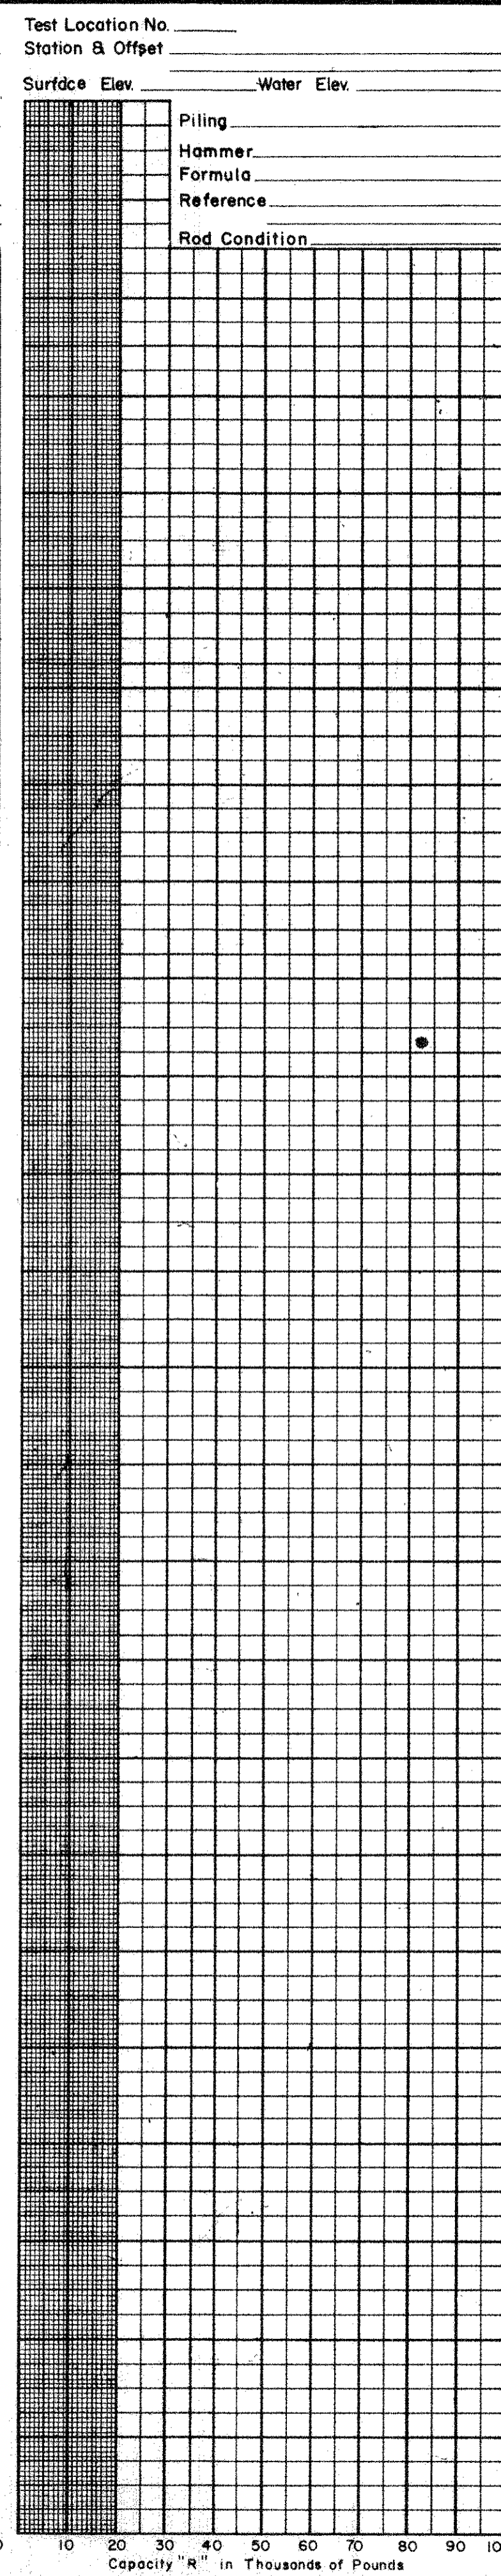 Test Location No.
Station & Offset
Surface Elev. Water Elev.
Piling
Hammer
Formula
Reference
Rod Condition
10 20 30 40 50 60 70 80 90
Capacity "R" in Thousands of Pounds